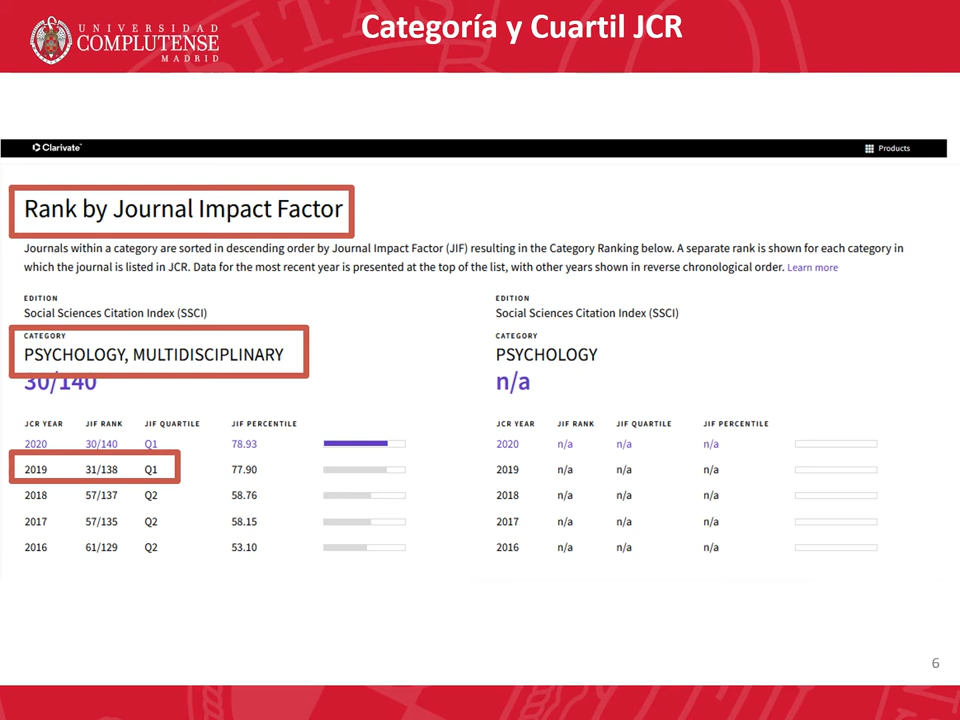 UNIVERSIDAD
COMPLUTENSE
MADRID
Categoría y Cuartil JCR
Clarivate™
Products
Rank by Journal Impact Factor
Journals within a category are sorted in descending order by Journal Impact Factor (JIF) resulting in the Category Ranking below. A separate rank is shown for each category in
which the journal is listed in JCR. Data for the most recent year is presented at the top of the list, with other years shown in reverse chronological order. Learn more
EDITION
Social Sciences Citation Index (SSCI)
CATEGORY
PSYCHOLOGY, MULTIDISCIPLINARY
30/140
JCR YEAR JIF RANK JIF QUARTILE JIF PERCENTILE
2020 30/140 Q1 78.93
2019 31/138 Q1 77.90
2018 57/137 Q2 58.76
2017 57/135 Q2 58.15
2016 61/129 Q2 53.10
EDITION
Social Sciences Citation Index (SSCI)
CATEGORY
PSYCHOLOGY
n/a
JCR YEAR JIF RANK JIF QUARTILE JIF PERCENTILE
2020 n/a n/a n/a
2019 n/a n/a n/a
2018 n/a n/a n/a
2017 n/a n/a n/a
2016 n/a n/a n/a
6